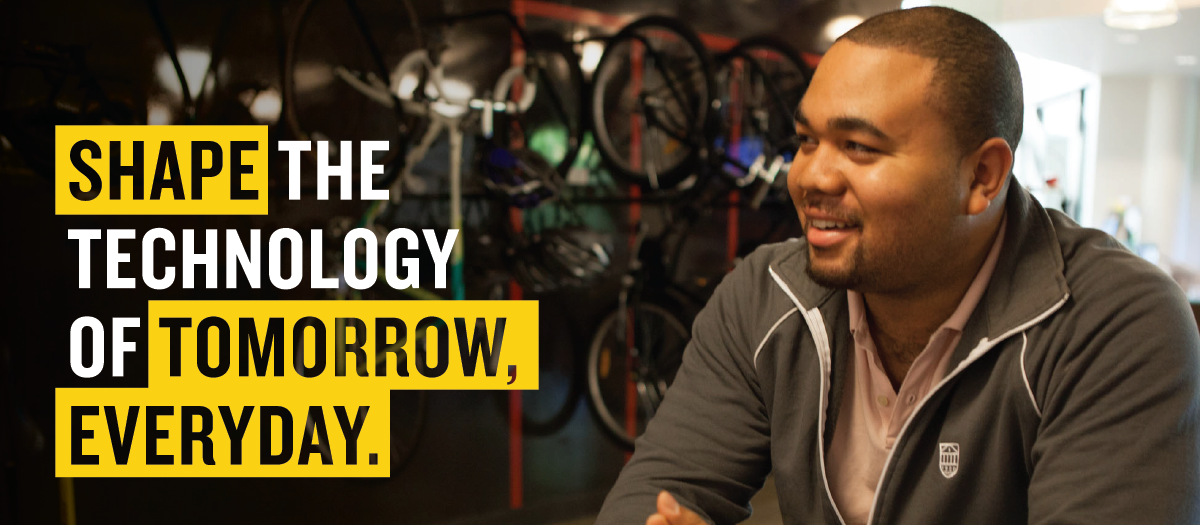 SHAPE THE
TECHNOLOGY
OF TOMORROW,
EVERYDAY.